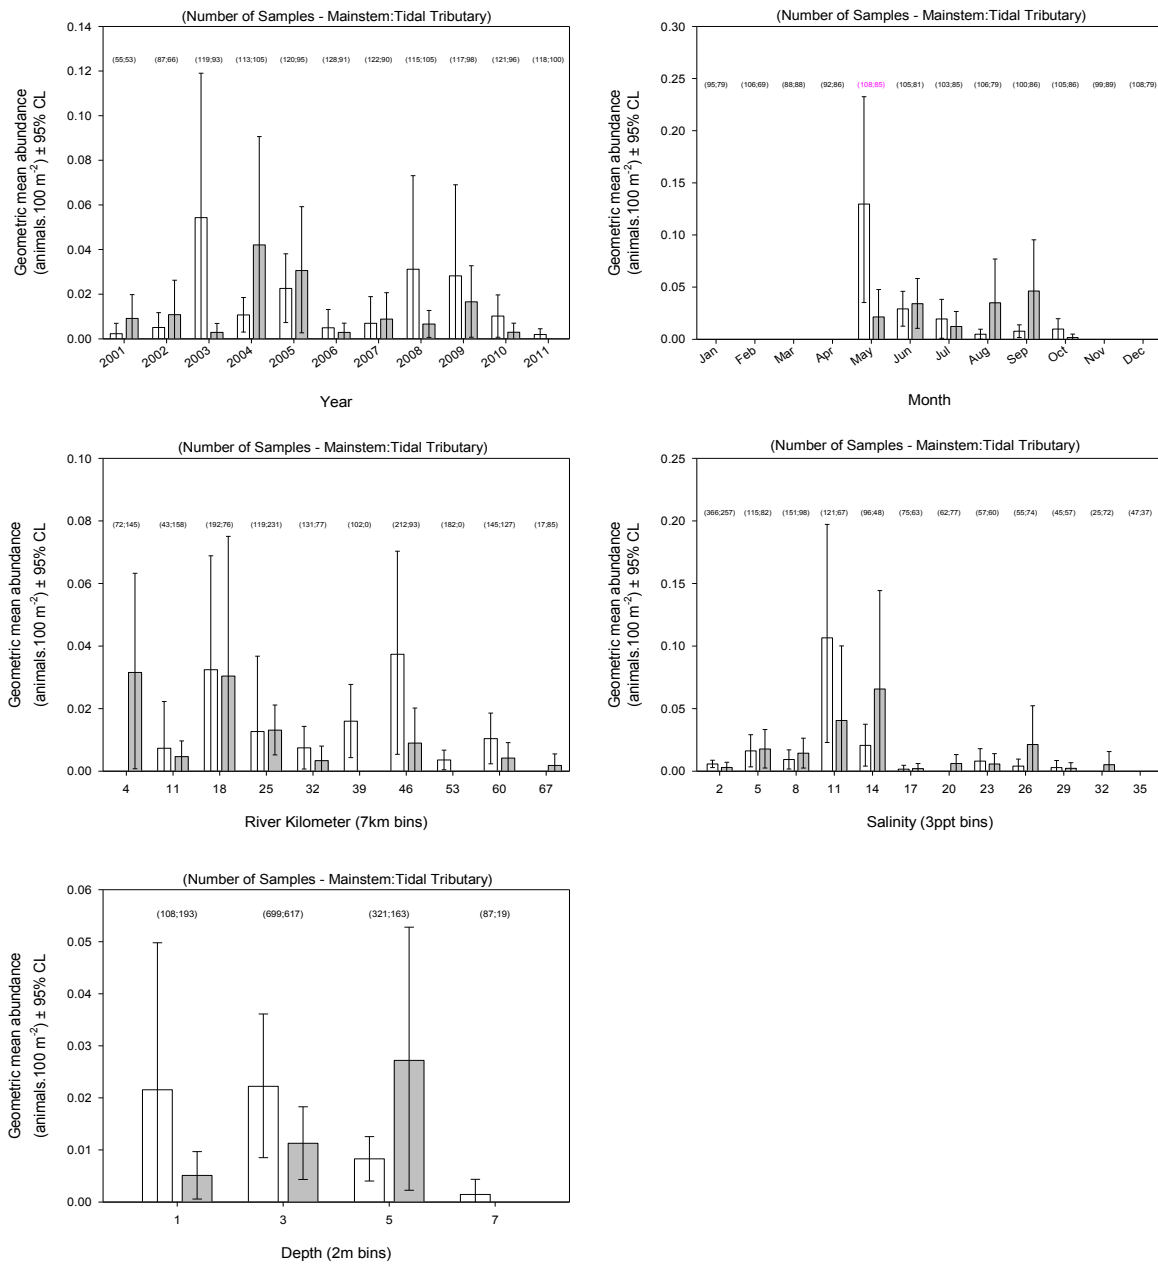 (Number of Samples - Mainstem:Tidal Tributary)
0.14
0.12
0.10
0.08
0.06
0.04
0.02
0.00
Geometric mean abundance
(animals.100 m-2) ± 95% CL
(55;53) (87;66) (119;93) (113;105) (120;95) (128;91) (122;90) (115;105) (117;98) (121;96) (118;100)
2001 2002 2003 2004 2005 2006 2007 2008 2009 2010 2011
Year
(Number of Samples - Mainstem:Tidal Tributary)
0.30
0.25
0.20
0.15
0.10
0.05
0.00
Geometric mean abundance
(animals.100 m-2) ± 95% CL
(95;79) (106;69) (88;88) (92;86) (108;85) (105;81) (103;85) (106;79) (100;86) (105;86) (99;89) (108;79)
Jan Feb Mar Apr May Jun Jul Aug Sep Oct Nov Dec
Month
(Number of Samples - Mainstem:Tidal Tributary)
0.10
0.08
0.06
0.04
0.02
0.00
Geometric mean abundance
(animals.100 m-2) ± 95% CL
(72;145) (43;158) (192;76) (119;231) (131;77) (102;0) (212;93) (182;0) (145;127) (17;85)
4 11 18 25 32 39 46 53 60 67
River Kilometer (7km bins)
(Number of Samples - Mainstem:Tidal Tributary)
0.25
0.20
0.15
0.10
0.05
0.00
Geometric mean abundance
(animals.100 m-2) ± 95% CL
(366;257) (115;82) (151;98) (121;67) (96;48) (75;63) (62;77) (57;60) (55;74) (45;57) (25;72) (47;37)
2 5 8 11 14 17 20 23 26 29 32 35
Salinity (3ppt bins)
(Number of Samples - Mainstem:Tidal Tributary)
0.06
0.05
0.04
0.03
0.02
0.01
0.00
Geometric mean abundance
(animals.100 m-2) ± 95% CL
(108;193) (699;617) (321;163) (87;19)
1 3 5 7
Depth (2m bins)